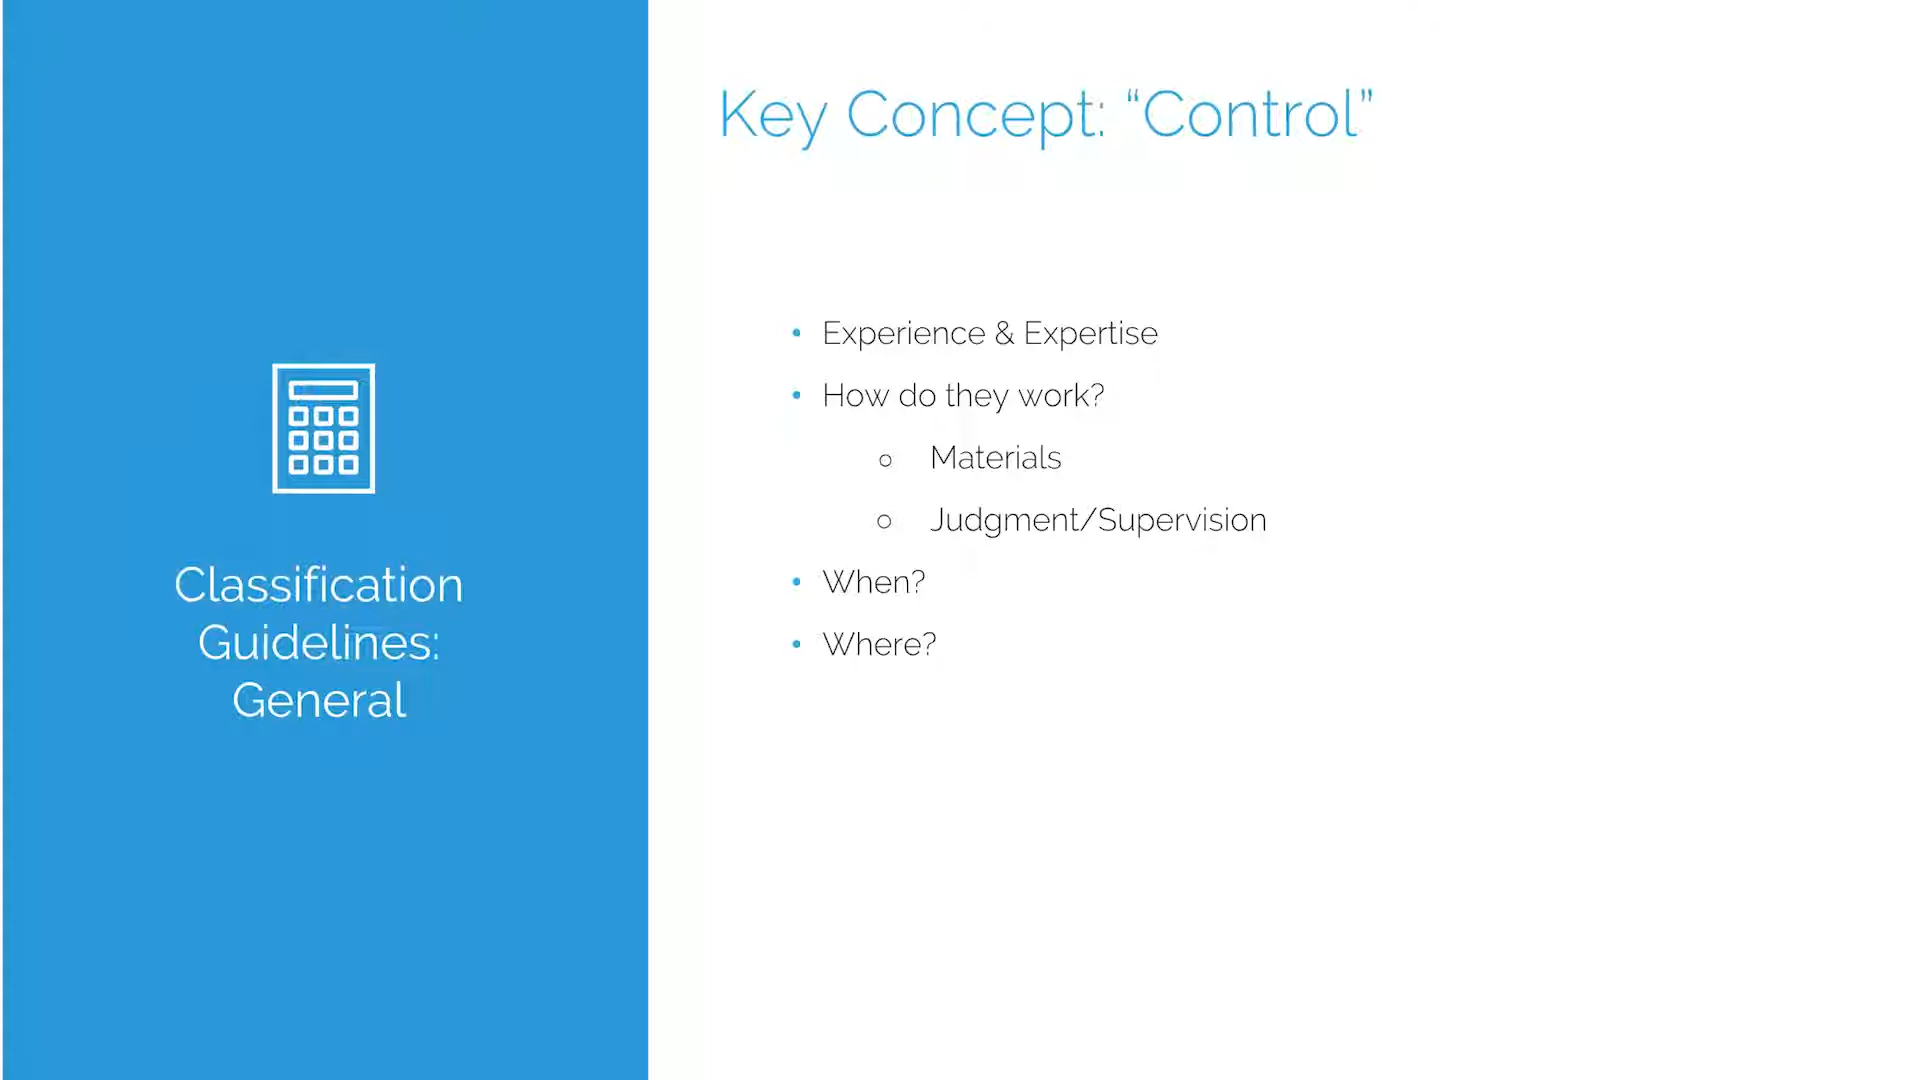 Classification
Guidelines:
General
Key Concept: “Control”
• Experience & Expertise
• How do they work?
○ Materials
○ Judgment/Supervision
• When?
• Where?